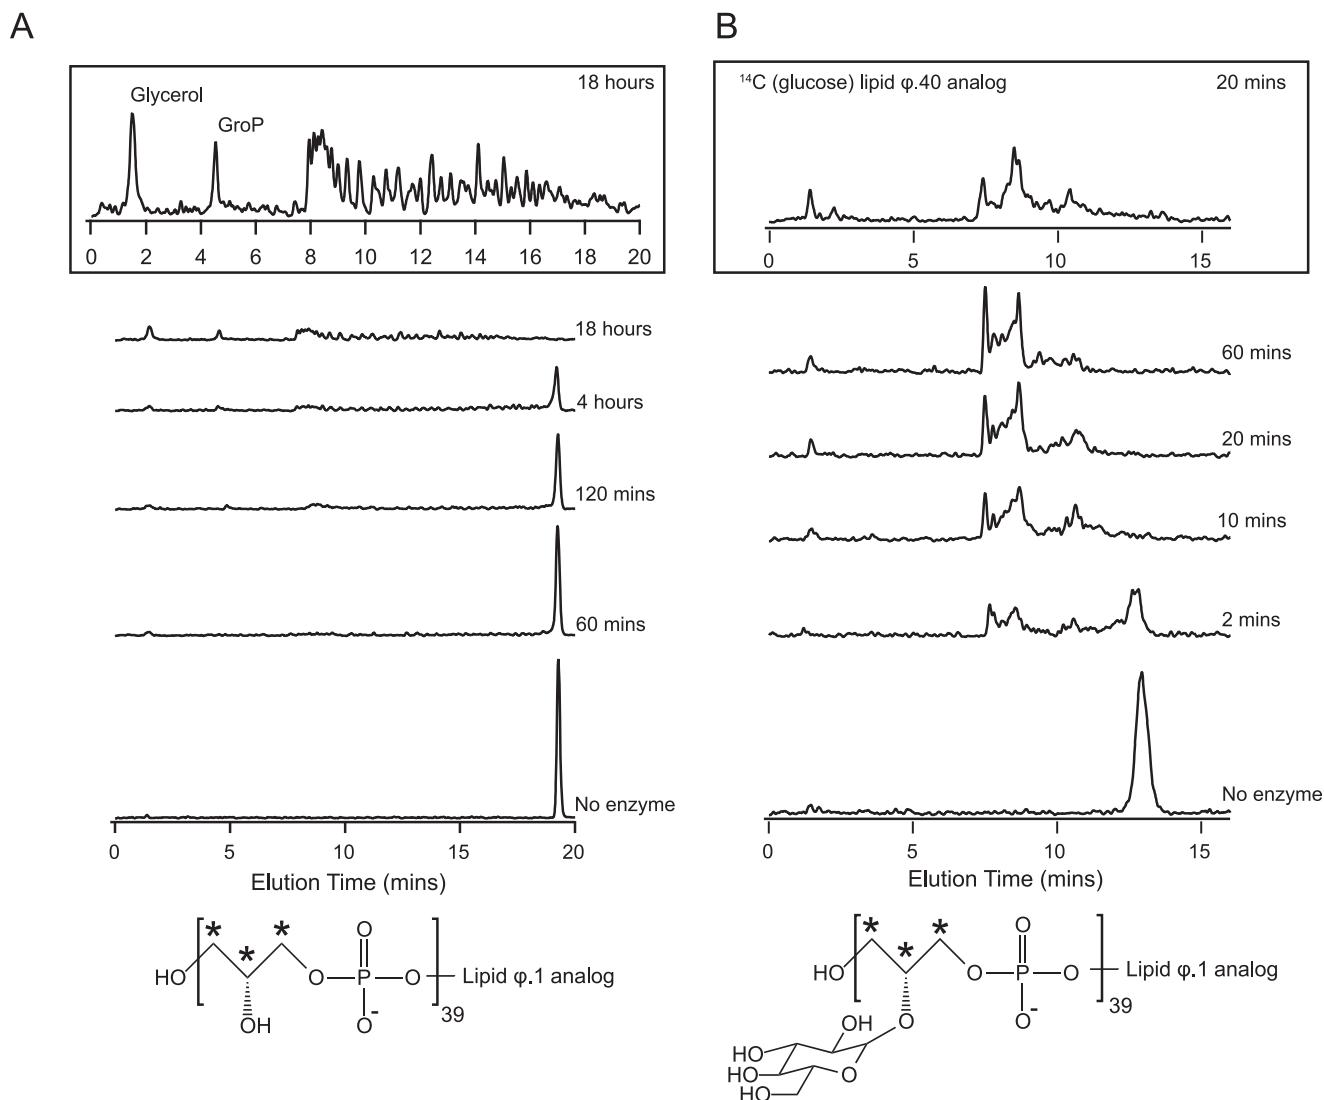 A
18 hours
Glycerol
GroP
0 2 4 6 8 10 12 14 16 18 20
18 hours
4 hours
120 mins
60 mins
No enzyme
0 5 10 15 20
Elution Time (mins)
* * *
HO O P O Lipid φ.1 analog
O
OH O-
39
B
¹⁴C (glucose) lipid φ.40 analog 20 mins
0 5 10 15
60 mins
20 mins
10 mins
2 mins
No enzyme
0 5 10 15
Elution Time (mins)
* * *
HO O P O Lipid φ.1 analog
O
O O-
39
OH
HO
HO O
HO